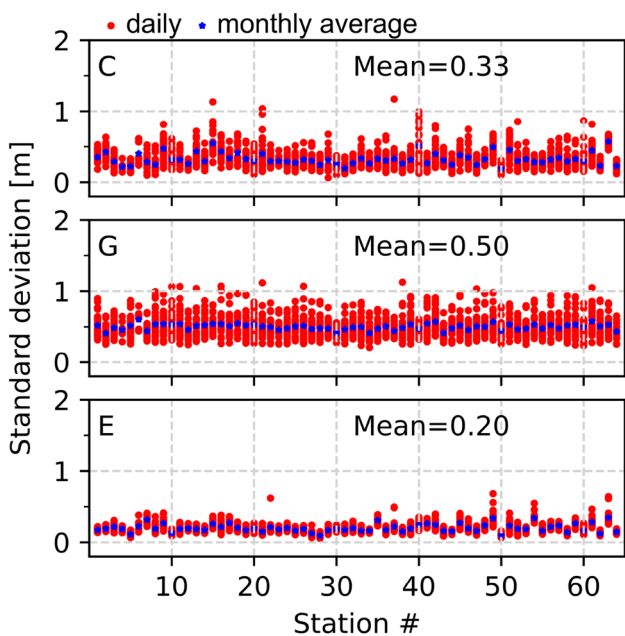 daily monthly average
2
C Mean=0.33
1
0
2
G Mean=0.50
1
0
2
E Mean=0.20
1
0
10 20 30 40 50 60
Station #
Standard deviation [m]